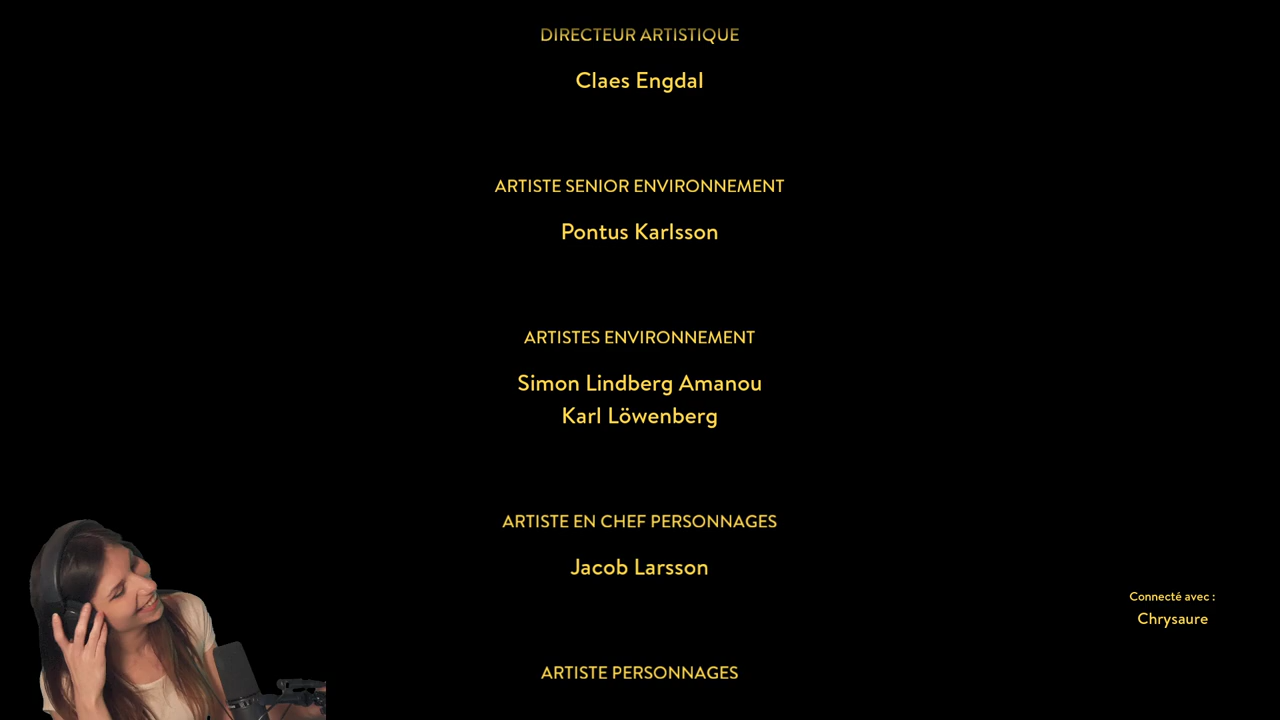 DIRECTEUR ARTISTIQUE
Claes Engdal
ARTISTE SENIOR ENVIRONNEMENT
Pontus Karlsson
ARTISTES ENVIRONNEMENT
Simon Lindberg Amanou
Karl Löwenberg
ARTISTE EN CHEF PERSONNAGES
Jacob Larsson
Connecté avec :
Chrysaure
ARTISTE PERSONNAGES